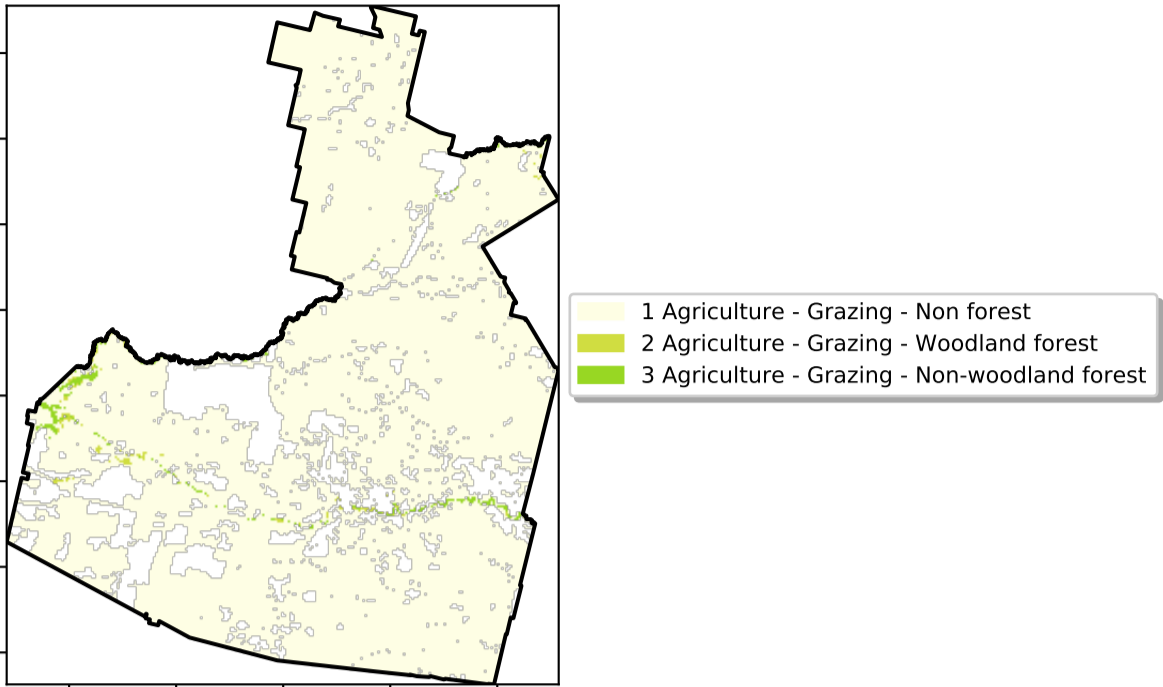 1 Agriculture - Grazing - Non forest
2 Agriculture - Grazing - Woodland forest
3 Agriculture - Grazing - Non-woodland forest